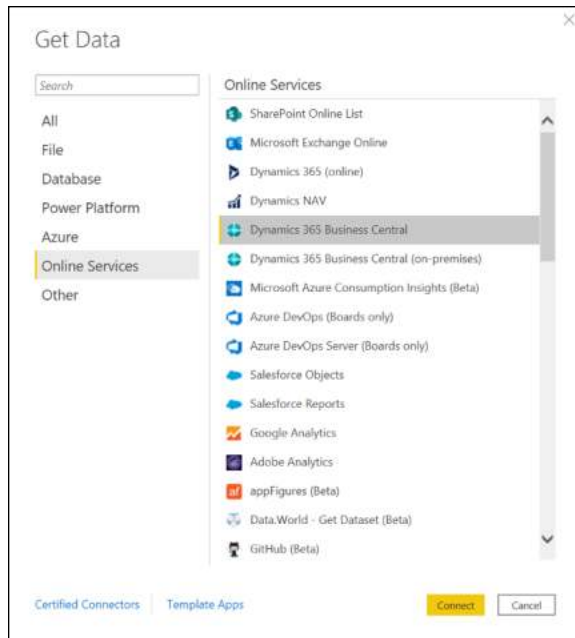 Get Data
Search
All
File
Database
Power Platform
Azure
Online Services
Other
Online Services
SharePoint Online List
Microsoft Exchange Online
Dynamics 365 (online)
Dynamics NAV
Dynamics 365 Business Central
Dynamics 365 Business Central (on-premises)
Microsoft Azure Consumption Insights (Beta)
Azure DevOps (Boards only)
Azure DevOps Server (Boards only)
Salesforce Objects
Salesforce Reports
Google Analytics
Adobe Analytics
af appFigures (Beta)
Data.World - Get Dataset (Beta)
GitHub (Beta)
Certified Connectors Template Apps Connect Cancel